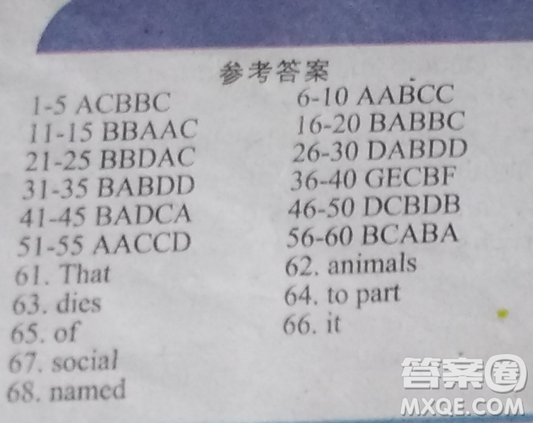 参考答案
1-5 ACBBC 6-10 AABCC
11-15 BBAAC 16-20 BABBC
21-25 BBDAC 26-30 DABDD
31-35 BABDD 36-40 GECBF
41-45 BADCA 46-50 DCBDB
51-55 AACCD 56-60 BCABA
61. That 62. animals
63. dies 64. to part
65. of 66. it
67. social
68. named
答案圈
MXQE.COM